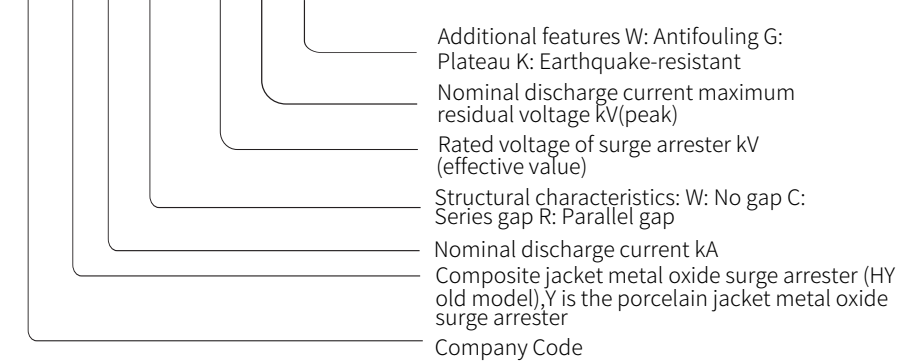 Additional features W: Antifouling G:
Plateau K: Earthquake-resistant
Nominal discharge current maximum
residual voltage kV(peak)
Rated voltage of surge arrester kV
(effective value)
Structural characteristics: W: No gap C:
Series gap R: Parallel gap
Nominal discharge current kA
Composite jacket metal oxide surge arrester (HY
old model),Y is the porcelain jacket metal oxide
surge arrester
Company Code